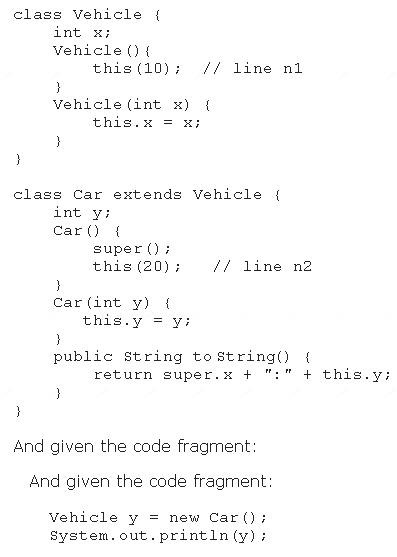 class Vehicle {
    int x;
    Vehicle(){
        this(10);  // line n1
    }
    Vehicle(int x) {
        this.x = x;
    }
}
class Car extends Vehicle {
    int y;
    Car() {
        super();
        this(20);   // line n2
    }
    Car(int y) {
       this.y = y;
    }
    public String toString() {
        return super.x + ":" + this.y;
    }
}
And given the code fragment:
And given the code fragment:
Vehicle y = new Car();
System.out.println(y);